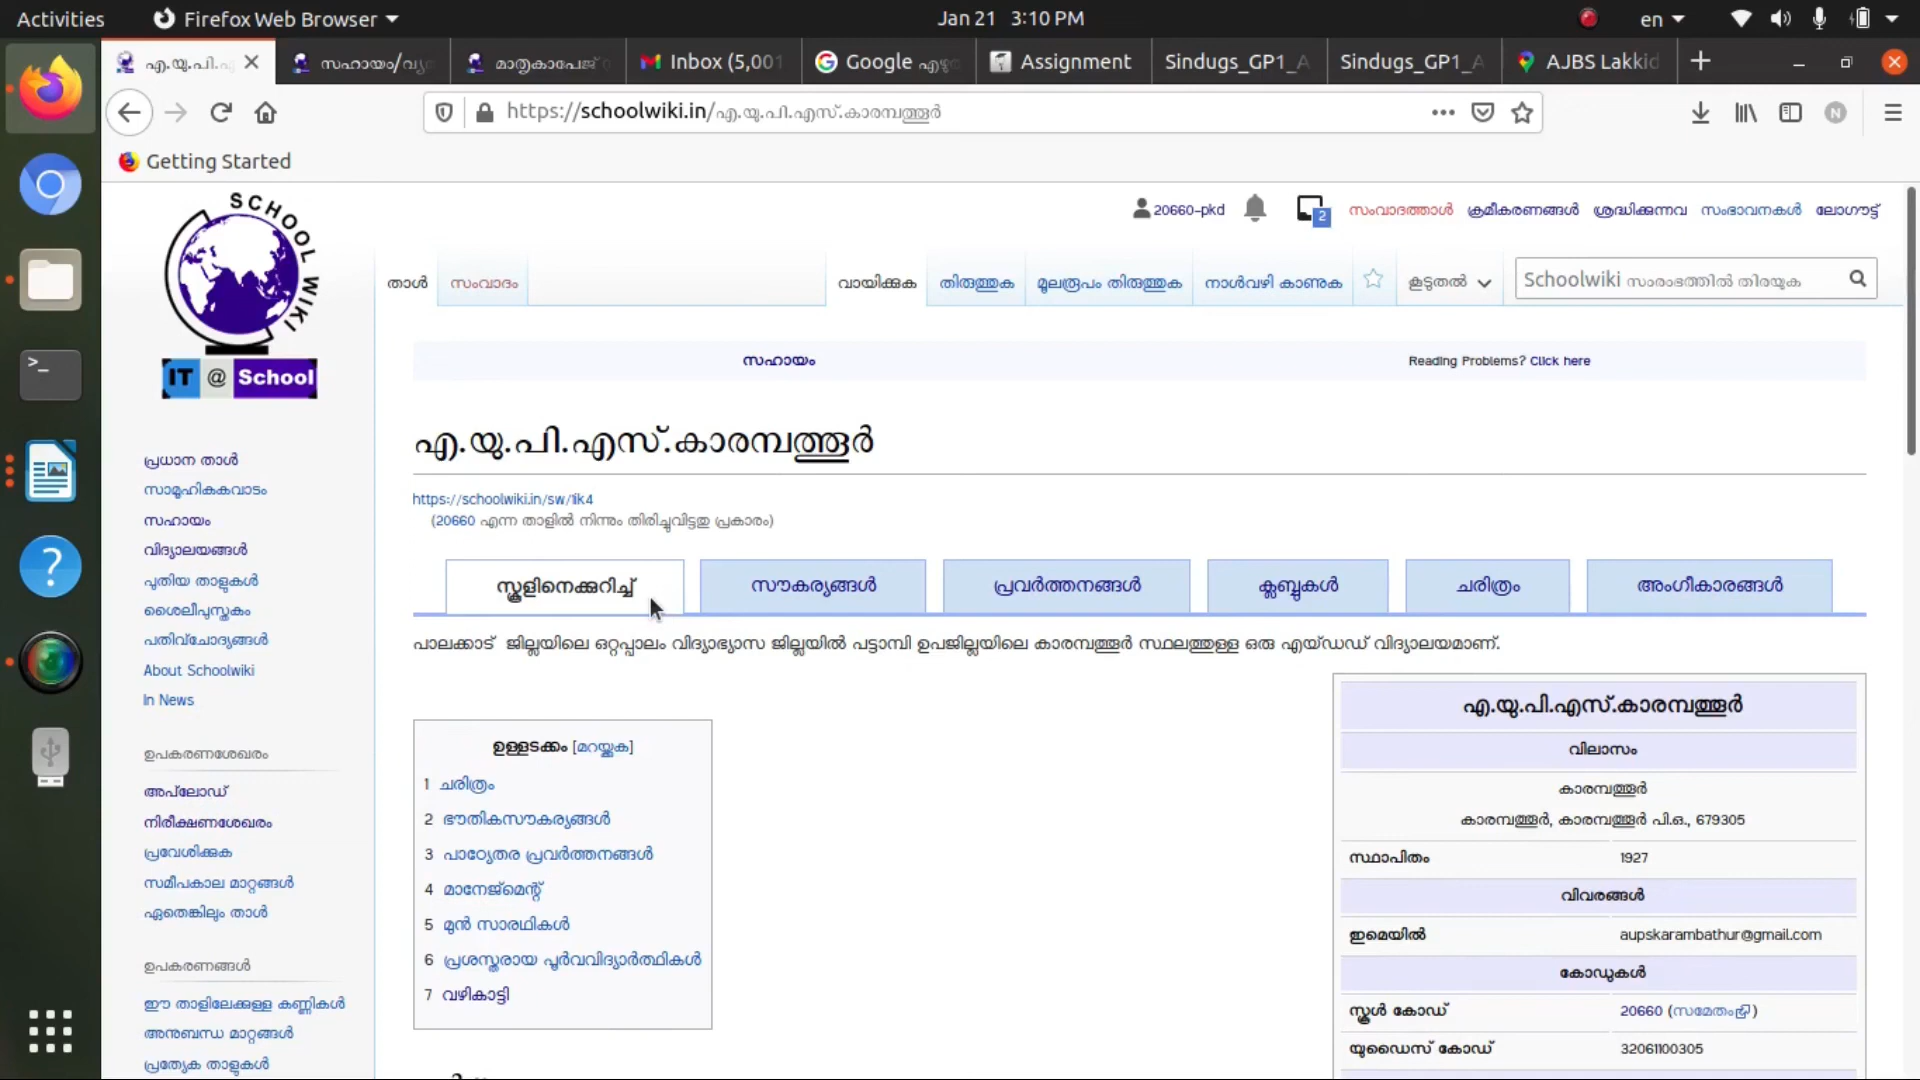 Activities
Firefox Web Browser
Jan 21 3:10 PM
en
എ.യു.പി.എ
സഹായം/വ്യ
മാതൃകാപേജ്
Inbox (5,001
Google എഴുത
Assignment
Sindugs_GP1_A
Sindugs_GP1_A
AJBS Lakkid
https://schoolwiki.in/എ.യു.പി.എസ്.കാരമ്പത്തൂർ
Getting Started
SCHOOL WIKI
IT @ School
20660-pkd
2
സംവാദത്താൾ
ക്രമീകരണങ്ങൾ
ശ്രദ്ധിക്കുന്നവ
സംഭാവനകൾ
ലോഗൗട്ട്
താൾ
സംവാദം
വായിക്കുക
തിരുത്തുക
മൂലരൂപം തിരുത്തുക
നാൾവഴി കാണുക
കൂടുതൽ
Schoolwiki സംരംഭത്തിൽ തിരയുക
സഹായം
Reading Problems? Click here
എ.യു.പി.എസ്.കാരമ്പത്തൂർ
https://schoolwiki.in/sw/1ik4
(20660 എന്ന താളിൽ നിന്നും തിരിച്ചുവിട്ടതു പ്രകാരം)
സ്കൂളിനെക്കുറിച്ച്
സൗകര്യങ്ങൾ
പ്രവർത്തനങ്ങൾ
ക്ലബ്ബുകൾ
ചരിത്രം
അംഗീകാരങ്ങൾ
പാലക്കാട് ജില്ലയിലെ ഒറ്റപ്പാലം വിദ്യാഭ്യാസ ജില്ലയിൽ പട്ടാമ്പി ഉപജില്ലയിലെ കാരമ്പത്തൂർ സ്ഥലത്തുള്ള ഒരു എയ്ഡഡ് വിദ്യാലയമാണ്.
പ്രധാന താൾ
സാമൂഹികകവാടം
സഹായം
വിദ്യാലയങ്ങൾ
പുതിയ താളുകൾ
ശൈലീപുസ്തകം
പതിവ്ചോദ്യങ്ങൾ
About Schoolwiki
In News
ഉപകരണശേഖരം
അപ്‌ലോഡ്
നിരീക്ഷണശേഖരം
പ്രവേശിക്കുക
സമീപകാല മാറ്റങ്ങൾ
ഏതെങ്കിലും താൾ
ഉപകരണങ്ങൾ
ഈ താളിലേക്കുള്ള കണ്ണികൾ
അനുബന്ധ മാറ്റങ്ങൾ
പ്രത്യേക താളുകൾ
ഉള്ളടക്കം [മറയ്ക്കുക]
1 ചരിത്രം
2 ഭൗതികസൗകര്യങ്ങൾ
3 പാഠ്യേതര പ്രവർത്തനങ്ങൾ
4 മാനേജ്മെന്റ്
5 മുൻ സാരഥികൾ
6 പ്രശസ്തരായ പൂർവവിദ്യാർത്ഥികൾ
7 വഴികാട്ടി
എ.യു.പി.എസ്.കാരമ്പത്തൂർ
വിലാസം
കാരമ്പത്തൂർ
കാരമ്പത്തൂർ, കാരമ്പത്തൂർ പി.ഒ., 679305
സ്ഥാപിതം 1927
വിവരങ്ങൾ
ഇമെയിൽ aupskarambathur@gmail.com
കോഡുകൾ
സ്കൂൾ കോഡ് 20660 (സമേതം)
യുഡൈസ് കോഡ് 32061100305